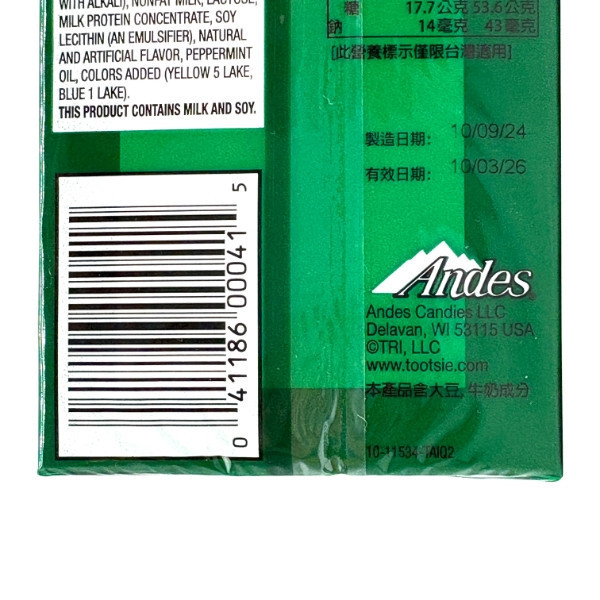 WITH ALKALI), NONFAT MILK, LACTOSE,
MILK PROTEIN CONCENTRATE, SOY
LECITHIN (AN EMULSIFIER), NATURAL
AND ARTIFICIAL FLAVOR, PEPPERMINT
OIL, COLORS ADDED (YELLOW 5 LAKE,
BLUE 1 LAKE).
THIS PRODUCT CONTAINS MILK AND SOY.
0 41186 00041 5
糖 17.7公克 53.6公克
鈉 14毫克 43毫克
[此營養標示僅限台灣適用]
製造日期: 10/09/24
有效日期: 10/03/26
Andes
Andes Candies LLC
Delavan, WI 53115 USA
©TRI, LLC
www.tootsie.com
本產品含大豆, 牛奶成分
10-11534-TAIQ2